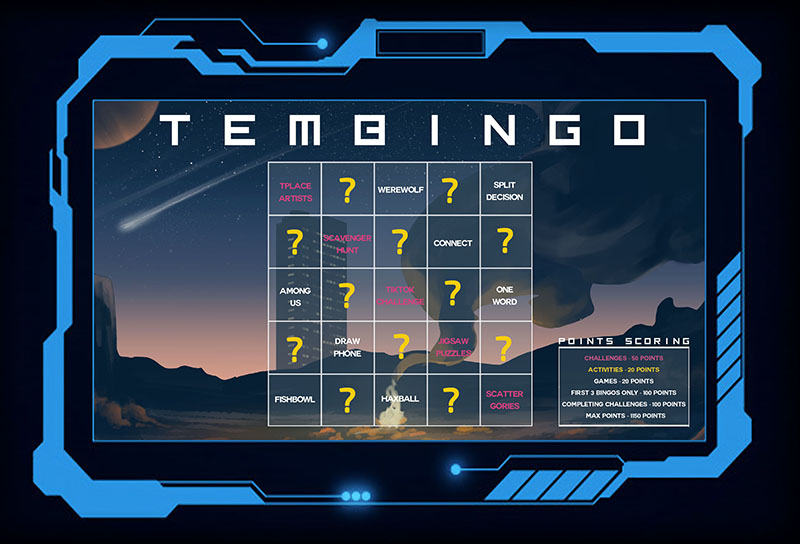 TEMBINGO
TPLACE
ARTISTS
?
WEREWOLF
?
SPLIT
DECISION
?
SCAVENGER
HUNT
?
CONNECT
?
AMONG
US
?
TIKTOK
CHALLENGE
?
ONE
WORD
?
DRAW
PHONE
?
JIGSAW
PUZZLES
?
FISHBOWL
?
HAXBALL
?
SCATTER
GORIES
POINTS SCORING
CHALLENGES - 50 POINTS
ACTIVITIES - 20 POINTS
GAMES - 20 POINTS
FIRST 3 BINGOS ONLY - 100 POINTS
COMPLETING CHALLENGES - 100 POINTS
MAX POINTS - 1150 POINTS